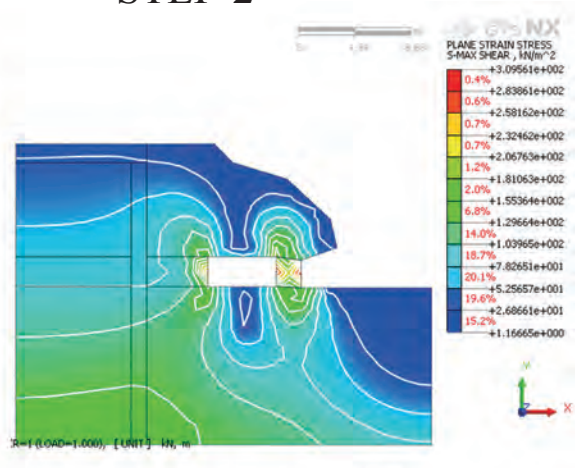 STEP 2
NX
PLANE STRAIN STRESS
S-MAX SHEAR , kN/m^2
+3.09561e+002
0.4%
+2.83861e+002
0.6%
+2.58162e+002
0.7%
+2.32462e+002
0.7%
+2.06763e+002
1.2%
+1.81063e+002
2.0%
+1.55364e+002
6.8%
+1.29664e+002
14.0%
+1.03965e+002
18.7%
+7.82651e+001
20.1%
+5.25657e+001
19.6%
+2.68661e+001
15.2%
+1.16665e+000
X
R=1 (LOAD=1.000), [ UNIT ] kN, m